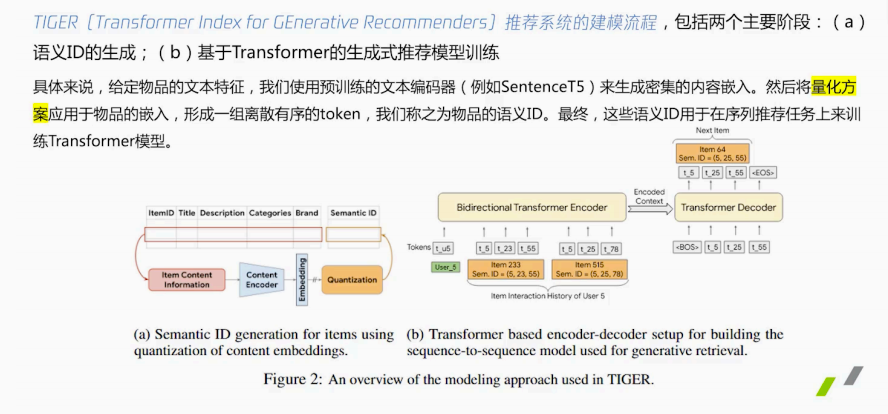 TIGER [Transformer Index for GEnerative Recommenders] 推荐系统的建模流程，包括两个主要阶段：（a）
语义ID的生成；（b）基于Transformer的生成式推荐模型训练
具体来说，给定物品的文本特征，我们使用预训练的文本编码器（例如SentenceT5）来生成密集的内容嵌入。然后将量化方
案应用于物品的嵌入，形成一组离散有序的token，我们称之为物品的语义ID。最终，这些语义ID用于在序列推荐任务上来训
练Transformer模型。
ItemID Title Description Categories Brand Semantic ID
Item Content
Information
Content
Encoder
Embedding
Quantization
Next Item
Item 64
Sem. ID = (5, 25, 55)
t_5 t_25 t_55 <EOS>
Bidirectional Transformer Encoder
Encoded
Context
Transformer Decoder
Tokens t_u5 t_5 t_23 t_55 t_5 t_25 t_78
<BOS> t_5 t_25 t_55
User_5
Item 233
Sem. ID = (5, 23, 55)
Item 515
Sem. ID = (5, 25, 78)
Item Interaction History of User 5
(a) Semantic ID generation for items using
quantization of content embeddings.
(b) Transformer based encoder-decoder setup for building the
sequence-to-sequence model used for generative retrieval.
Figure 2: An overview of the modeling approach used in TIGER.